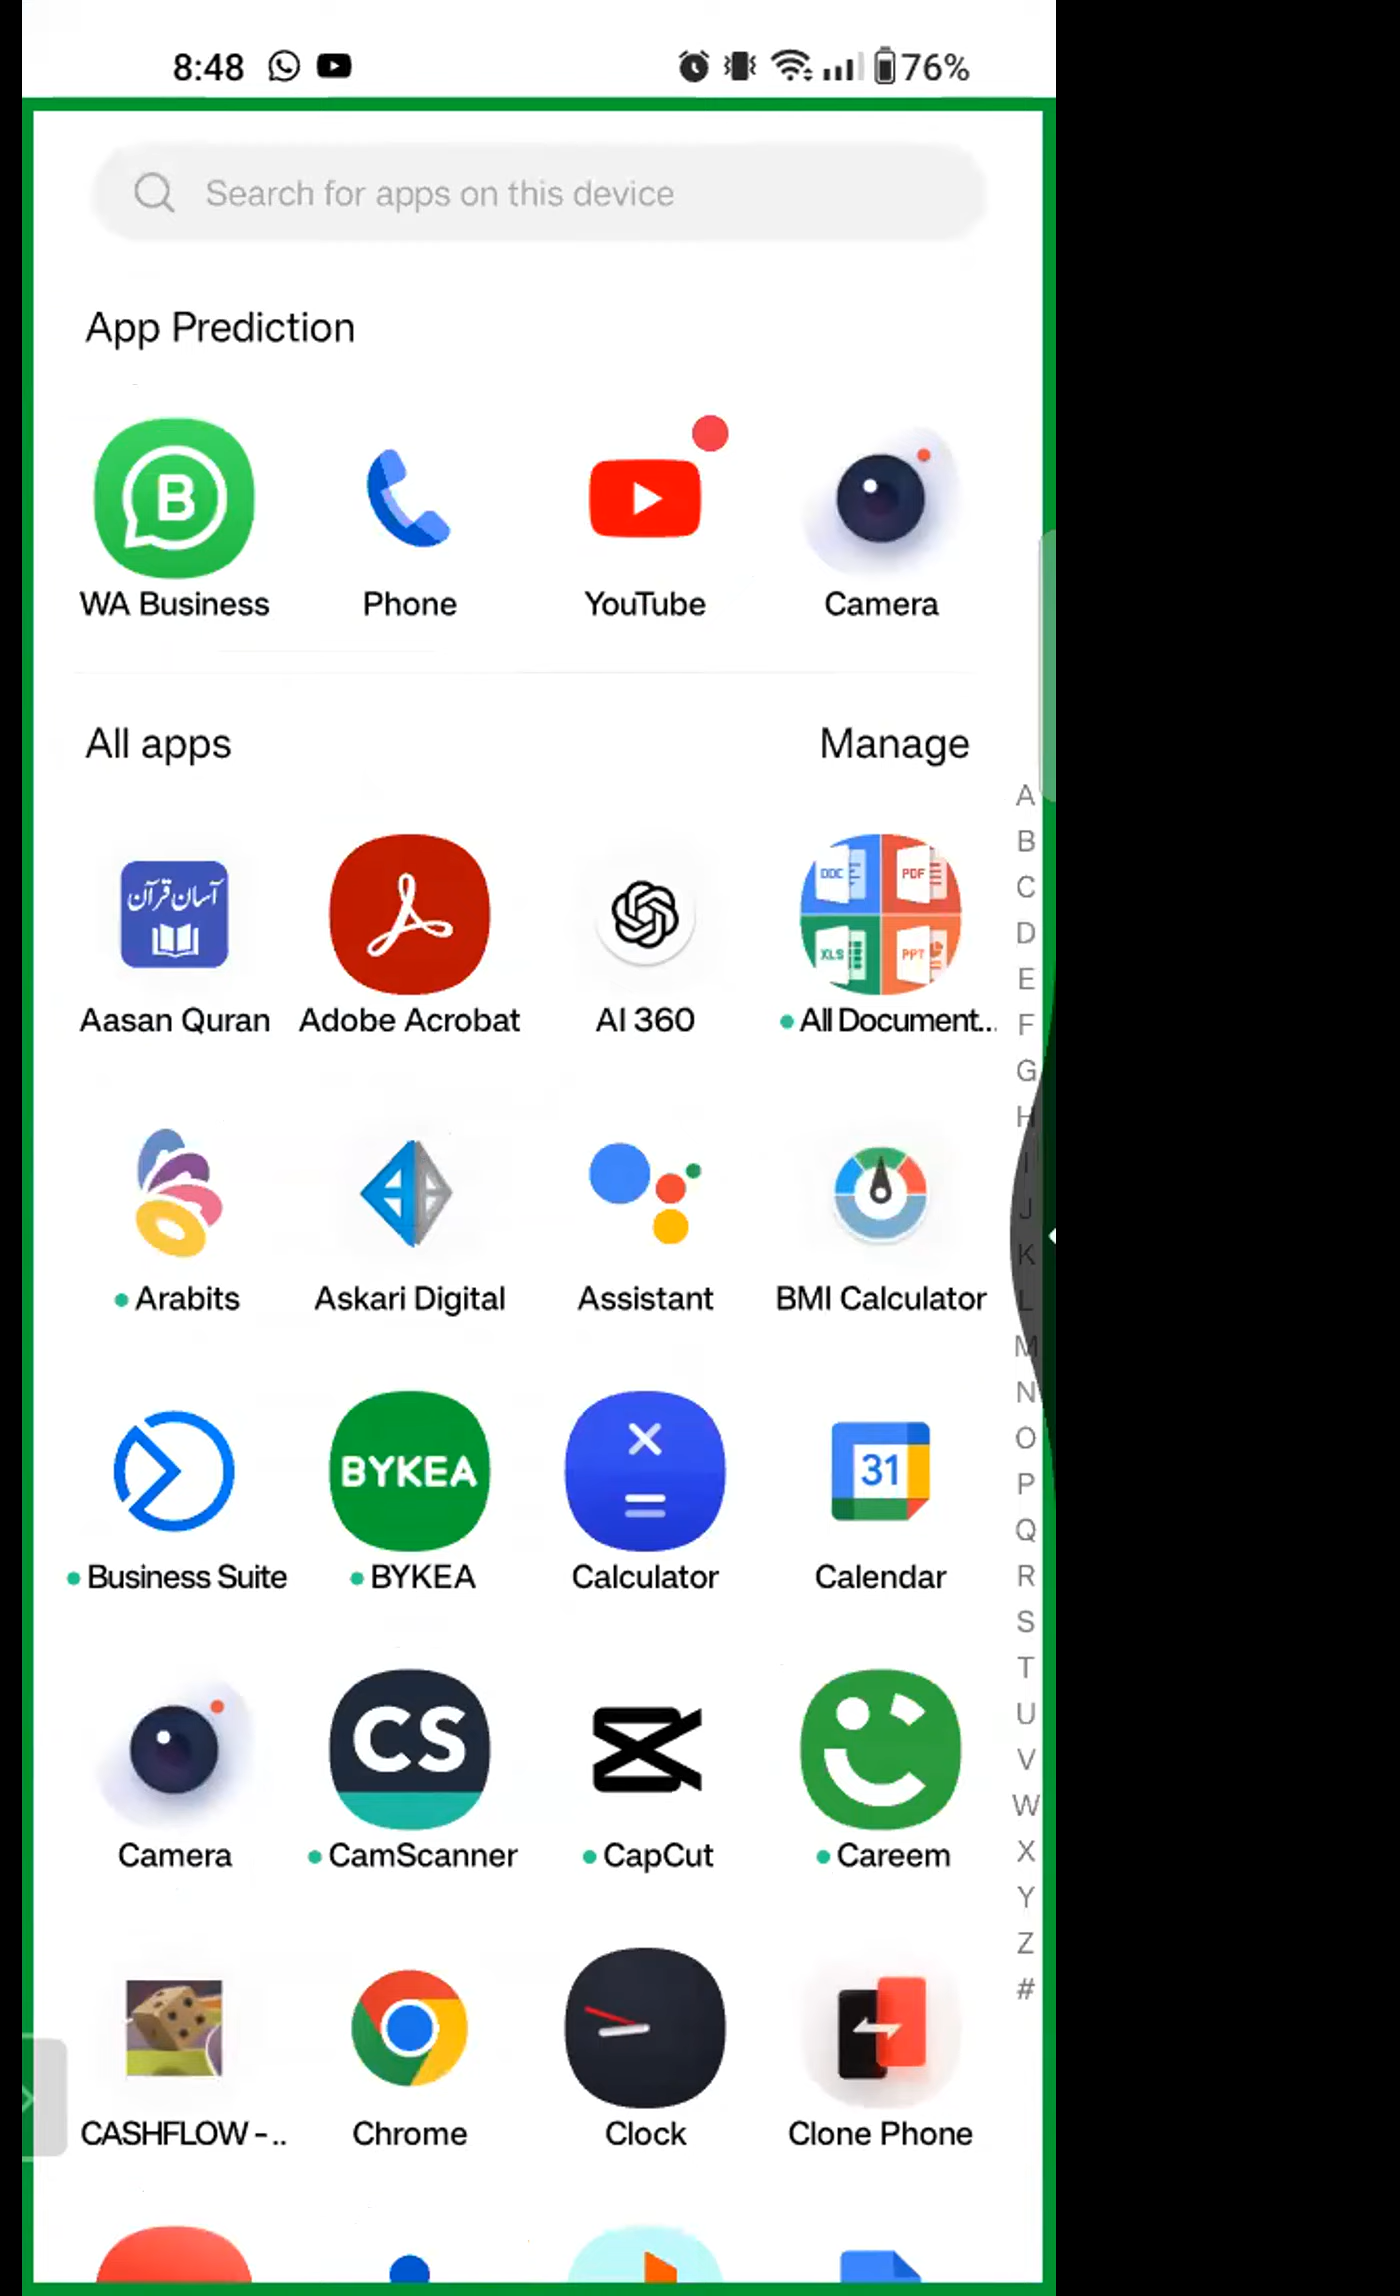 8:48 76%
Search for apps on this device
App Prediction
B
WA Business Phone YouTube Camera
All apps Manage
A
B
C
D
E
F
G
H
I
J
K
L
M
N
O
P
Q
R
S
T
U
V
W
X
Y
Z
#
آسان قرآن
DOC PDF
XLS PPT
Aasan Quran Adobe Acrobat AI 360 All Document...
Arabits Askari Digital Assistant BMI Calculator
BYKEA 31
Business Suite BYKEA Calculator Calendar
CS
Camera CamScanner CapCut Careem
CASHFLOW - .. Chrome Clock Clone Phone